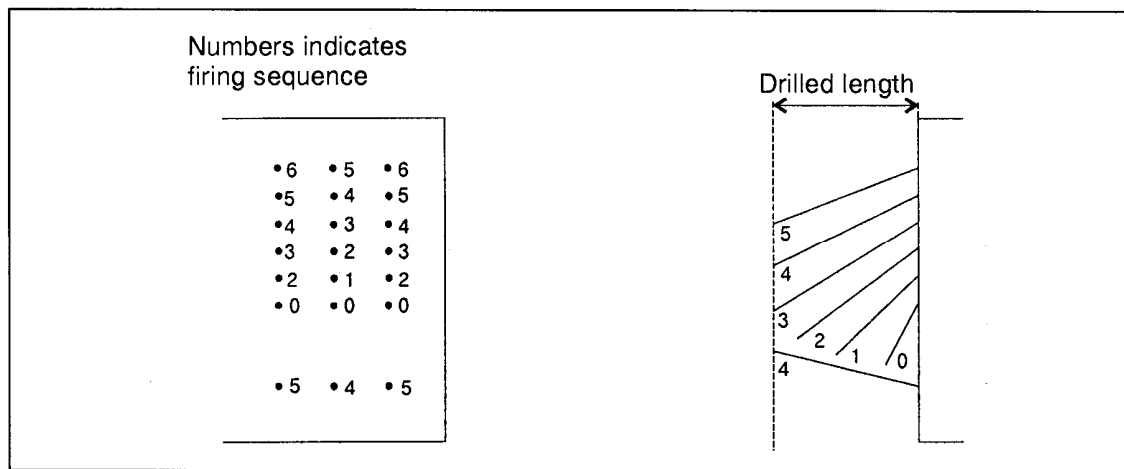 Numbers indicates
firing sequence
Drilled length
6 5 6
5 4 5
4 3 4
3 2 3
2 1 2
0 0 0
5 4 5
5
4
3
2
1
0
4